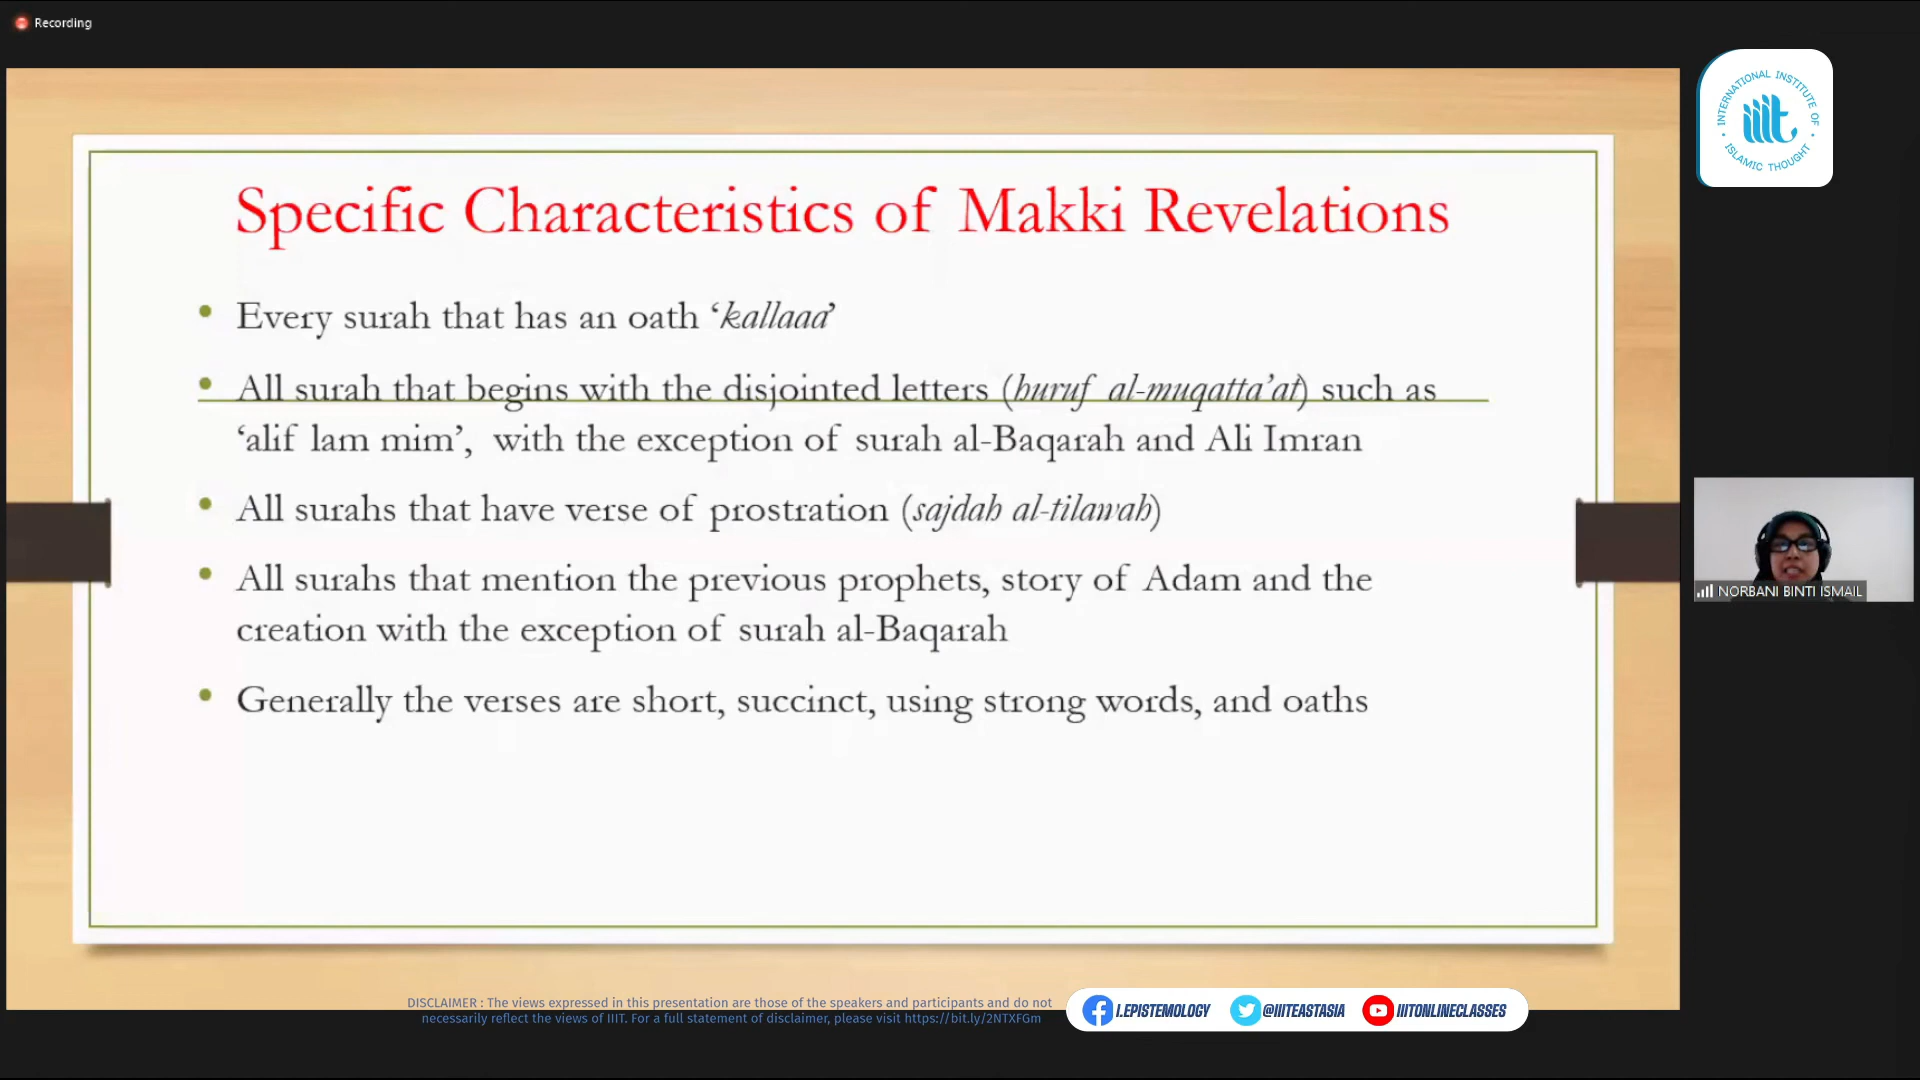 Recording
INTERNATIONAL INSTITUTE OF
iiit
ISLAMIC THOUGHT
Specific Characteristics of Makki Revelations
• Every surah that has an oath ‘kallaaa’
• All surah that begins with the disjointed letters (huruf al-muqatta’at) such as
‘alif lam mim’, with the exception of surah al-Baqarah and Ali Imran
• All surahs that have verse of prostration (sajdah al-tilawah)
• All surahs that mention the previous prophets, story of Adam and the
creation with the exception of surah al-Baqarah
• Generally the verses are short, succinct, using strong words, and oaths
NORBANI BINTI ISMAIL
DISCLAIMER : The views expressed in this presentation are those of the speakers and participants and do not
necessarily reflect the views of IIIT. For a full statement of disclaimer, please visit https://bit.ly/2NTXFGm
I.EPISTEMOLOGY @IIITEASTASIA IIITONLINECLASSES